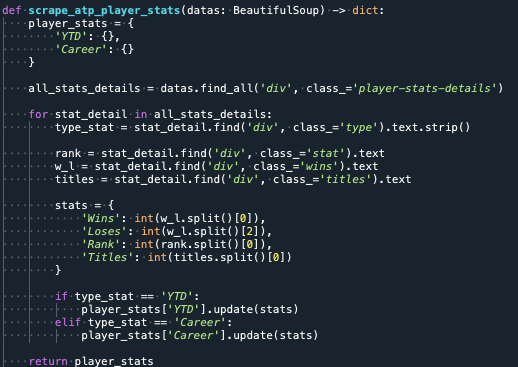 def scrape_atp_player_stats(datas: BeautifulSoup) -> dict:
    player_stats = {
        'YTD': {},
        'Career': {}
    }

    all_stats_details = datas.find_all('div', class_='player-stats-details')

    for stat_detail in all_stats_details:
        type_stat = stat_detail.find('div', class_='type').text.strip()

        rank = stat_detail.find('div', class_='stat').text
        w_l = stat_detail.find('div', class_='wins').text
        titles = stat_detail.find('div', class_='titles').text

        stats = {
            'Wins': int(w_l.split()[0]),
            'Loses': int(w_l.split()[2]),
            'Rank': int(rank.split()[0]),
            'Titles': int(titles.split()[0])
        }

        if type_stat == 'YTD':
            player_stats['YTD'].update(stats)
        elif type_stat == 'Career':
            player_stats['Career'].update(stats)

    return player_stats